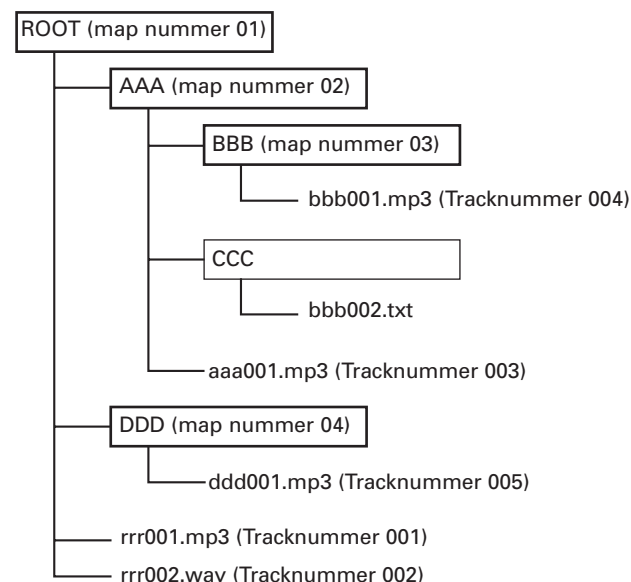 ROOT (map nummer 01)
AAA (map nummer 02)
BBB (map nummer 03)
bbb001.mp3 (Tracknummer 004)
CCC
bbb002.txt
aaa001.mp3 (Tracknummer 003)
DDD (map nummer 04)
ddd001.mp3 (Tracknummer 005)
rrr001.mp3 (Tracknummer 001)
rrr002.wav (Tracknummer 002)